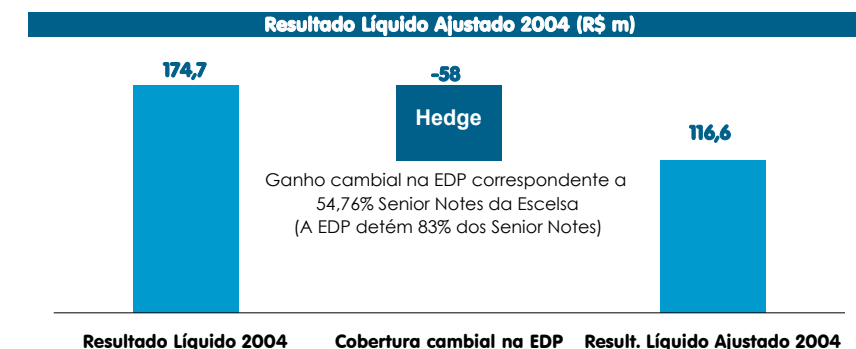 Resultado Líquido Ajustado 2004 (R$ m)
174,7
-58
Hedge
116,6
Ganho cambial na EDP correspondente a
54,76% Senior Notes da Escelsa
(A EDP detém 83% dos Senior Notes)
Resultado Líquido 2004
Cobertura cambial na EDP
Result. Líquido Ajustado 2004